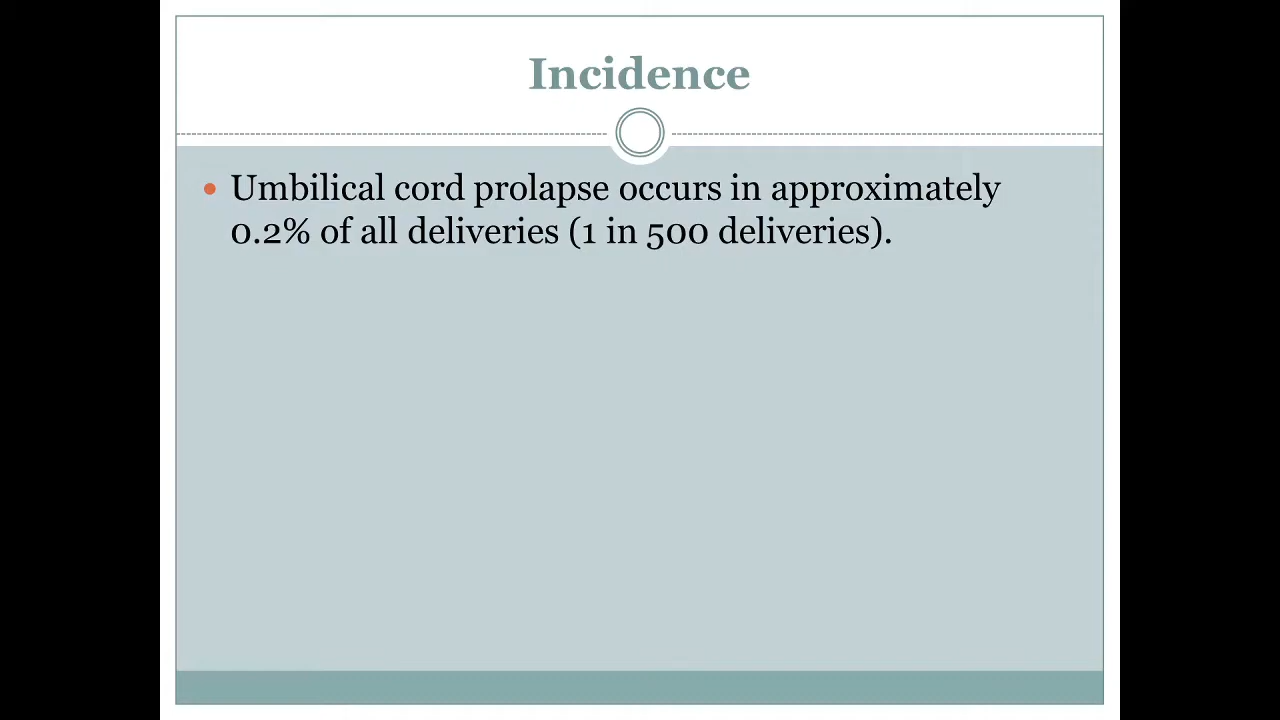 Incidence
• Umbilical cord prolapse occurs in approximately
0.2% of all deliveries (1 in 500 deliveries).